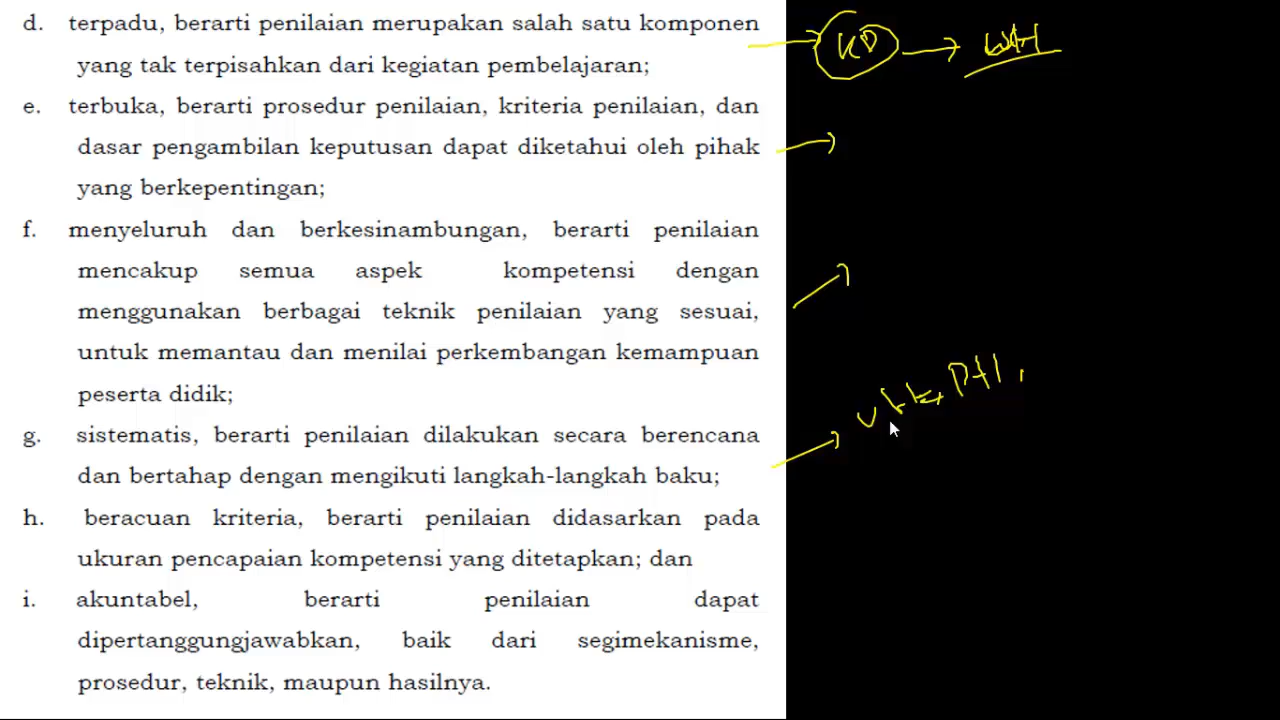 d. terpadu, berarti penilaian merupakan salah satu komponen
yang tak terpisahkan dari kegiatan pembelajaran;
e. terbuka, berarti prosedur penilaian, kriteria penilaian, dan
dasar pengambilan keputusan dapat diketahui oleh pihak
yang berkepentingan;
f. menyeluruh dan berkesinambungan, berarti penilaian
mencakup semua aspek kompetensi dengan
menggunakan berbagai teknik penilaian yang sesuai,
untuk memantau dan menilai perkembangan kemampuan
peserta didik;
g. sistematis, berarti penilaian dilakukan secara berencana
dan bertahap dengan mengikuti langkah-langkah baku;
h. beracuan kriteria, berarti penilaian didasarkan pada
ukuran pencapaian kompetensi yang ditetapkan; dan
i. akuntabel, berarti penilaian dapat
dipertanggungjawabkan, baik dari segimekanisme,
prosedur, teknik, maupun hasilnya.
KD